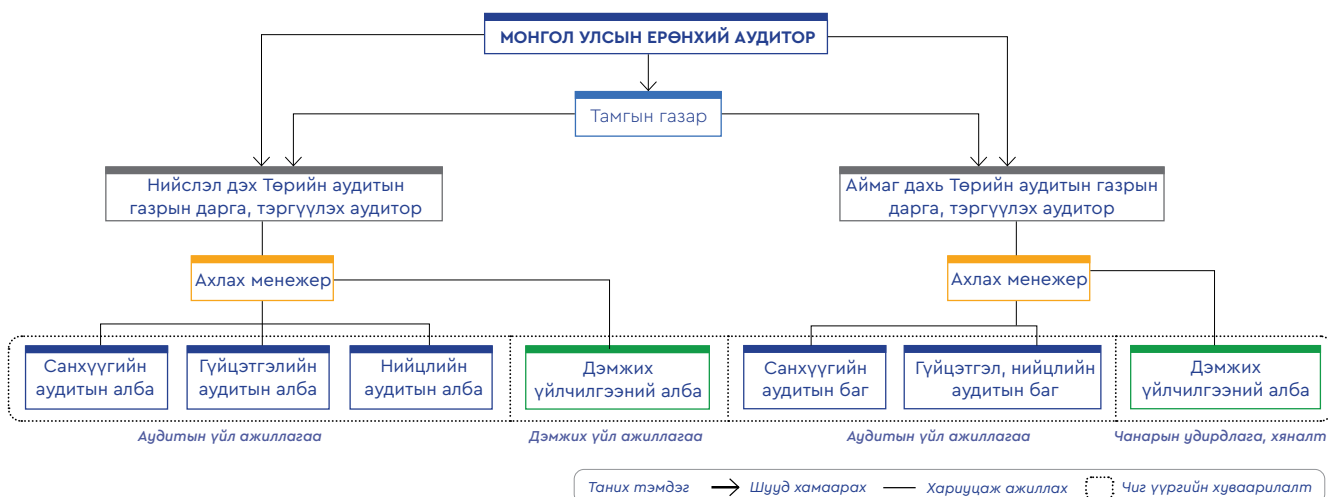 МОНГОЛ УЛСЫН ЕРӨНХИЙ АУДИТОР
Тамгын газар
Нийслэл дэх Төрийн аудитын
газрын дарга, тэргүүлэх аудитор
Аймаг дахь Төрийн аудитын газрын
дарга, тэргүүлэх аудитор
Ахлах менежер
Ахлах менежер
Санхүүгийн
аудитын алба
Гүйцэтгэлийн
аудитын алба
Нийцлийн
аудитын алба
Дэмжих
үйлчилгээний алба
Санхүүгийн
аудитын баг
Гүйцэтгэл, нийцлийн
аудитын баг
Дэмжих
үйлчилгээний алба
Аудитын үйл ажиллагаа
Дэмжих үйл ажиллагаа
Аудитын үйл ажиллагаа
Чанарын удирдлага, хяналт
Таних тэмдэг
Шууд хамаарах
Хариуцаж ажиллах
Чиг үүргийн хуваарилалт